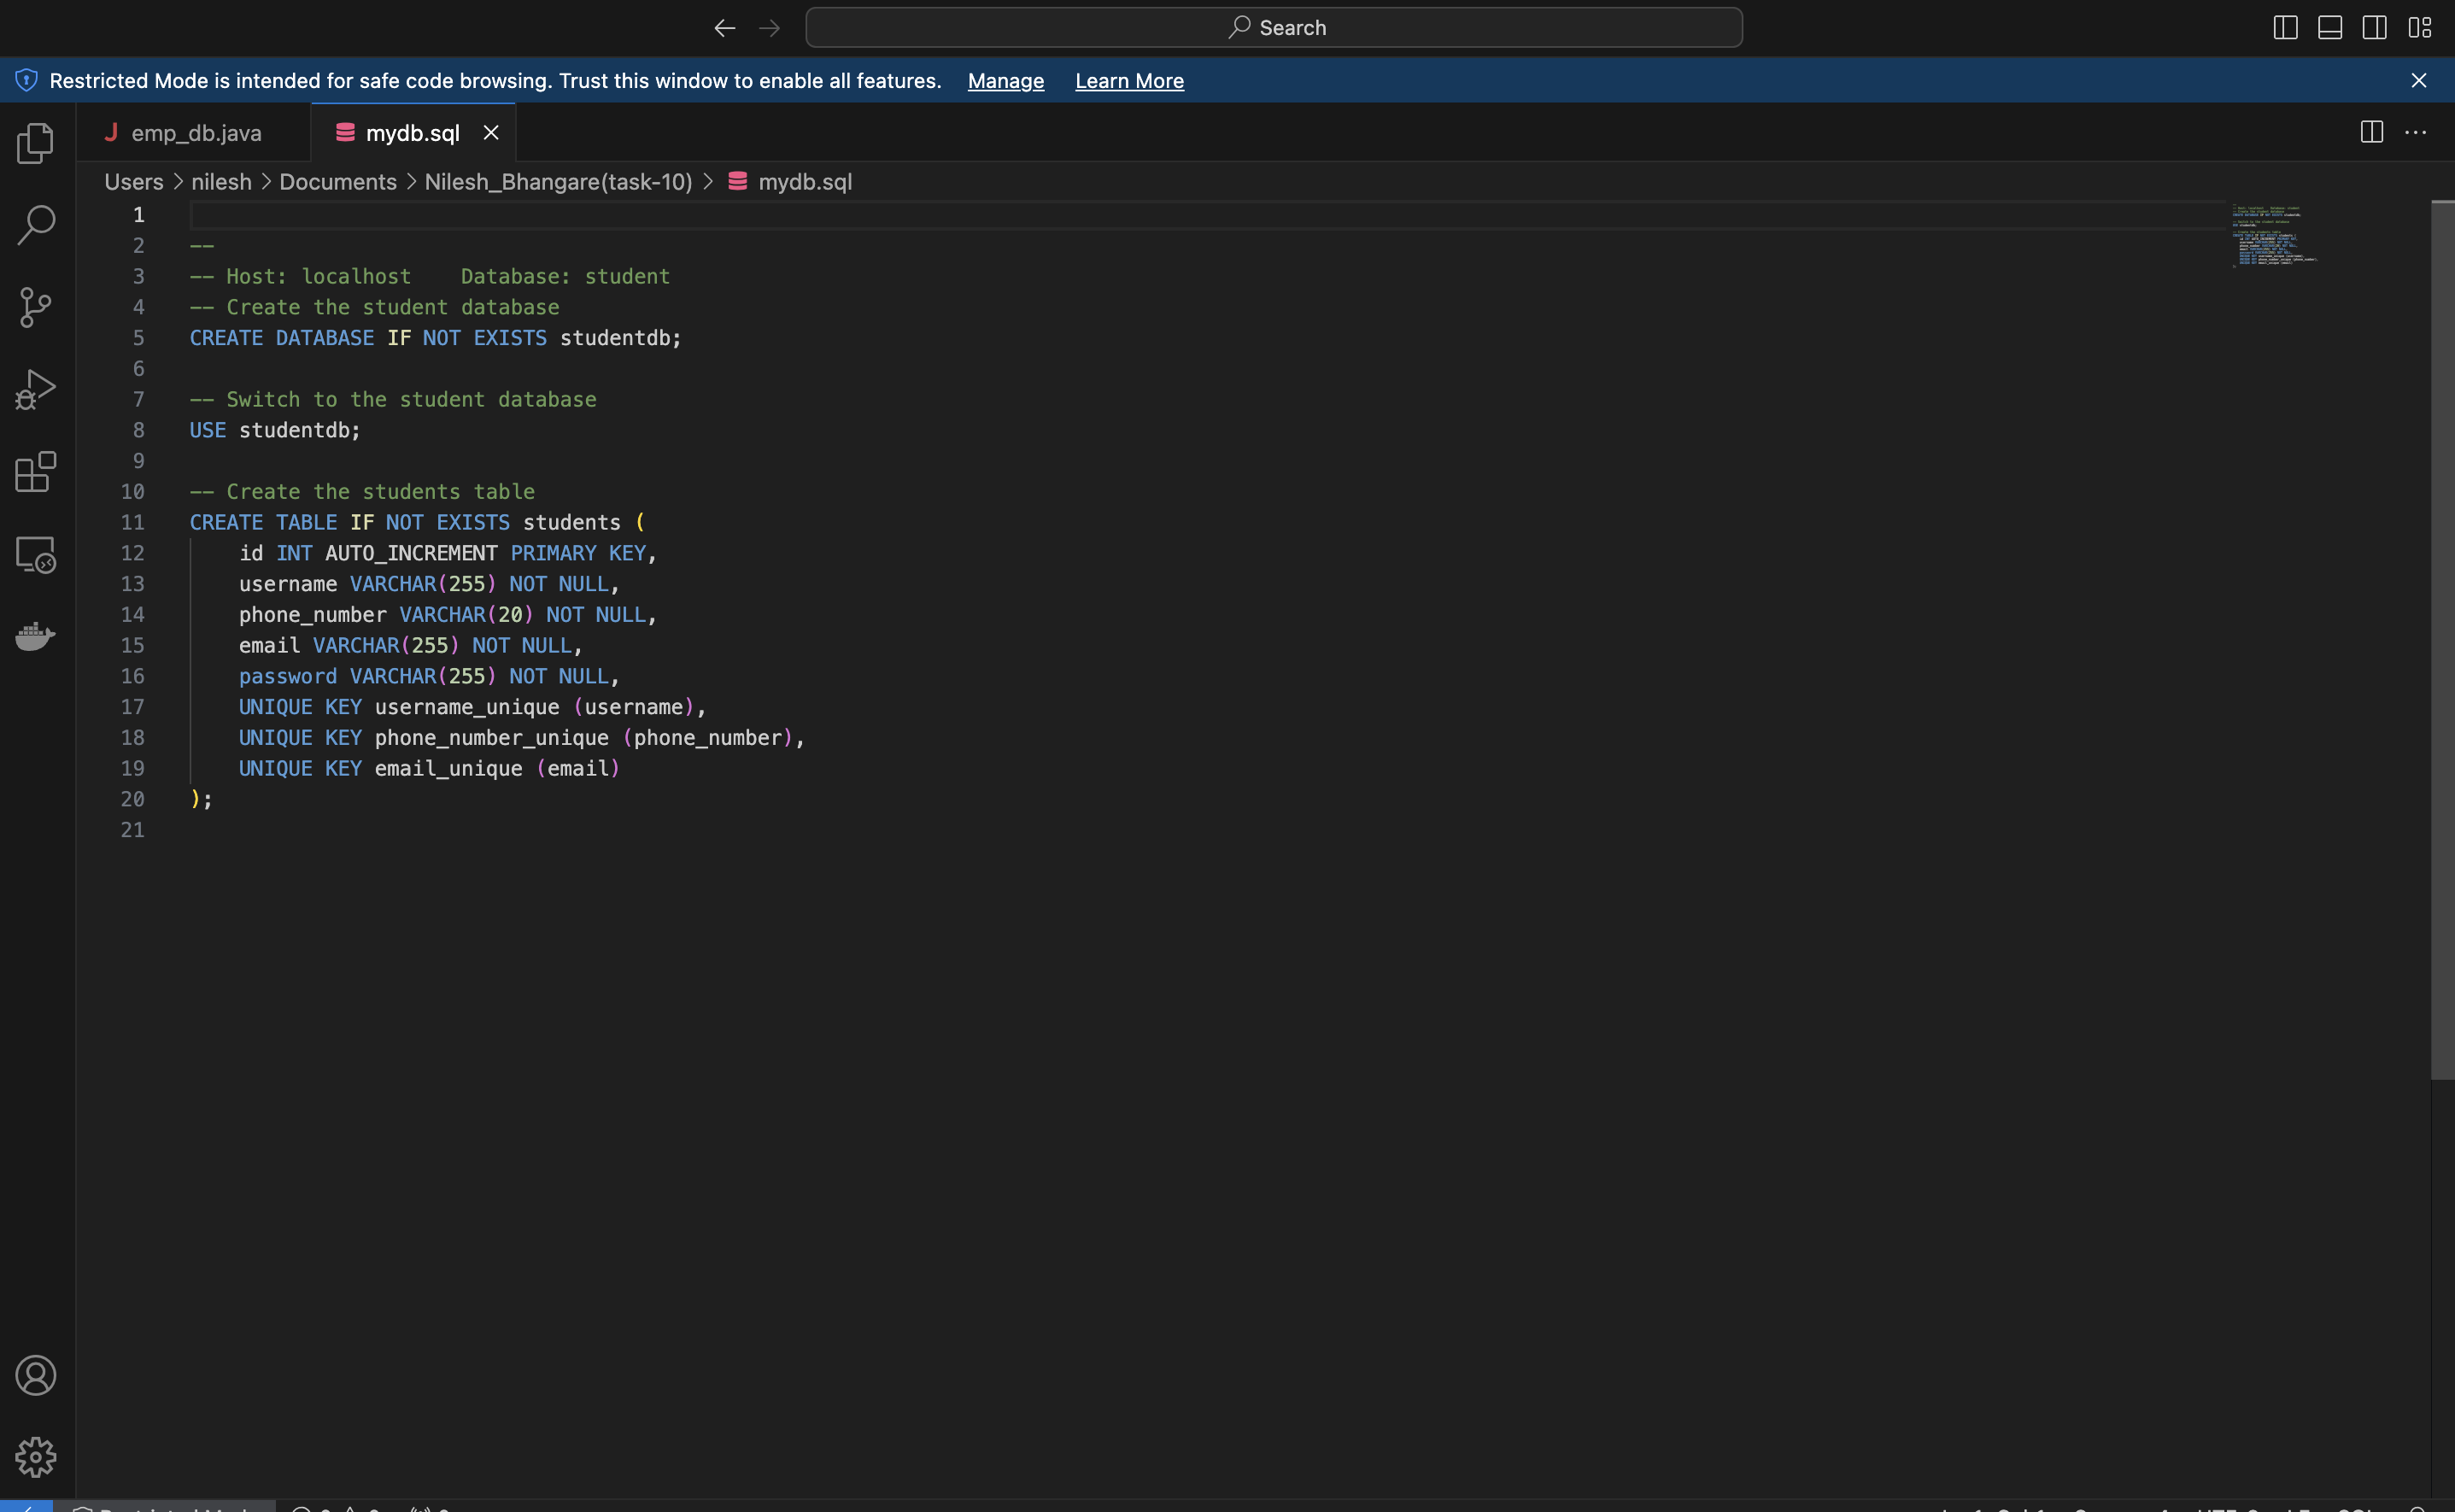 Search
Restricted Mode is intended for safe code browsing. Trust this window to enable all features. Manage Learn More
emp_db.java mydb.sql
Users > nilesh > Documents > Nilesh_Bhangare(task-10) > mydb.sql
1
2 --
3 -- Host: localhost    Database: student
4 -- Create the student database
5 CREATE DATABASE IF NOT EXISTS studentdb;
6
7 -- Switch to the student database
8 USE studentdb;
9
10 -- Create the students table
11 CREATE TABLE IF NOT EXISTS students (
12     id INT AUTO_INCREMENT PRIMARY KEY,
13     username VARCHAR(255) NOT NULL,
14     phone_number VARCHAR(20) NOT NULL,
15     email VARCHAR(255) NOT NULL,
16     password VARCHAR(255) NOT NULL,
17     UNIQUE KEY username_unique (username),
18     UNIQUE KEY phone_number_unique (phone_number),
19     UNIQUE KEY email_unique (email)
20 );
21